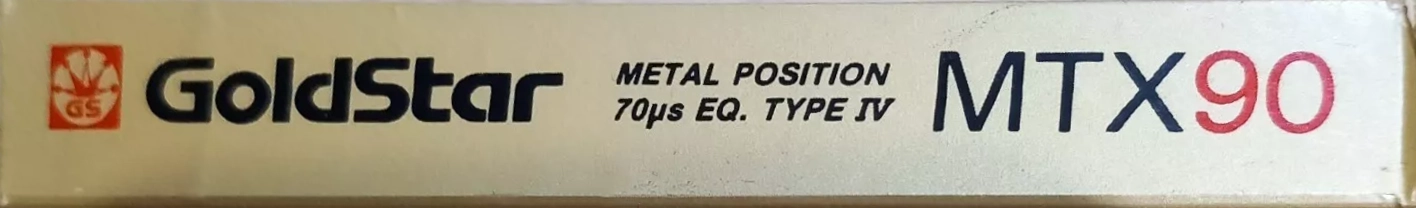 GS
GoldStar
METAL POSITION
70µs EQ. TYPE IV
MTX90